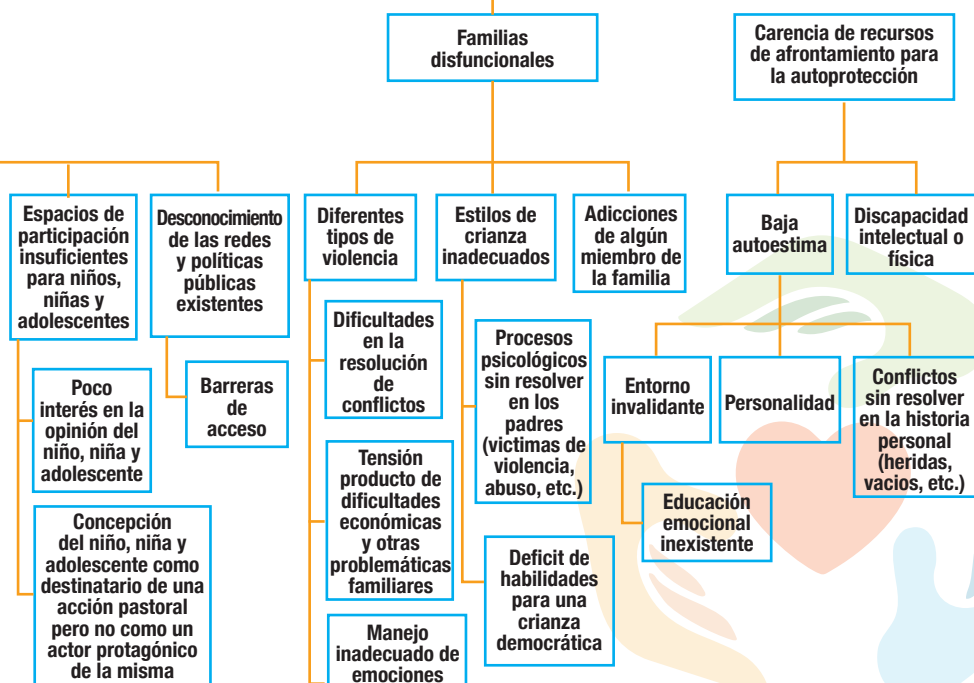 Familias
disfuncionales
Carencia de recursos
de afrontamiento para
la autoprotección
Espacios de
participación
insuficientes
para niños,
niñas y
adolescentes
Desconocimiento
de las redes
y políticas
públicas
existentes
Diferentes
tipos de
violencia
Estilos de
crianza
inadecuados
Adicciones
de algún
miembro de
la familia
Baja
autoestima
Discapacidad
intelectual o
física
Poco
interés en la
opinión del
niño, niña y
adolescente
Barreras
de
acceso
Dificultades
en la
resolución
de
conflictos
Procesos
psicológicos
sin resolver
en los
padres
(victimas de
violencia,
abuso, etc.)
Entorno
invalidante
Personalidad
Conflictos
sin resolver
en la historia
personal
(heridas,
vacios, etc.)
Concepción
del niño, niña y
adolescente como
destinatario de una
acción pastoral
pero no como un
actor protagónico
de la misma
Tensión
producto de
dificultades
económicas
y otras
problemáticas
familiares
Educación
emocional
inexistente
Deficit de
habilidades
para una
crianza
democrática
Manejo
inadecuado de
emociones